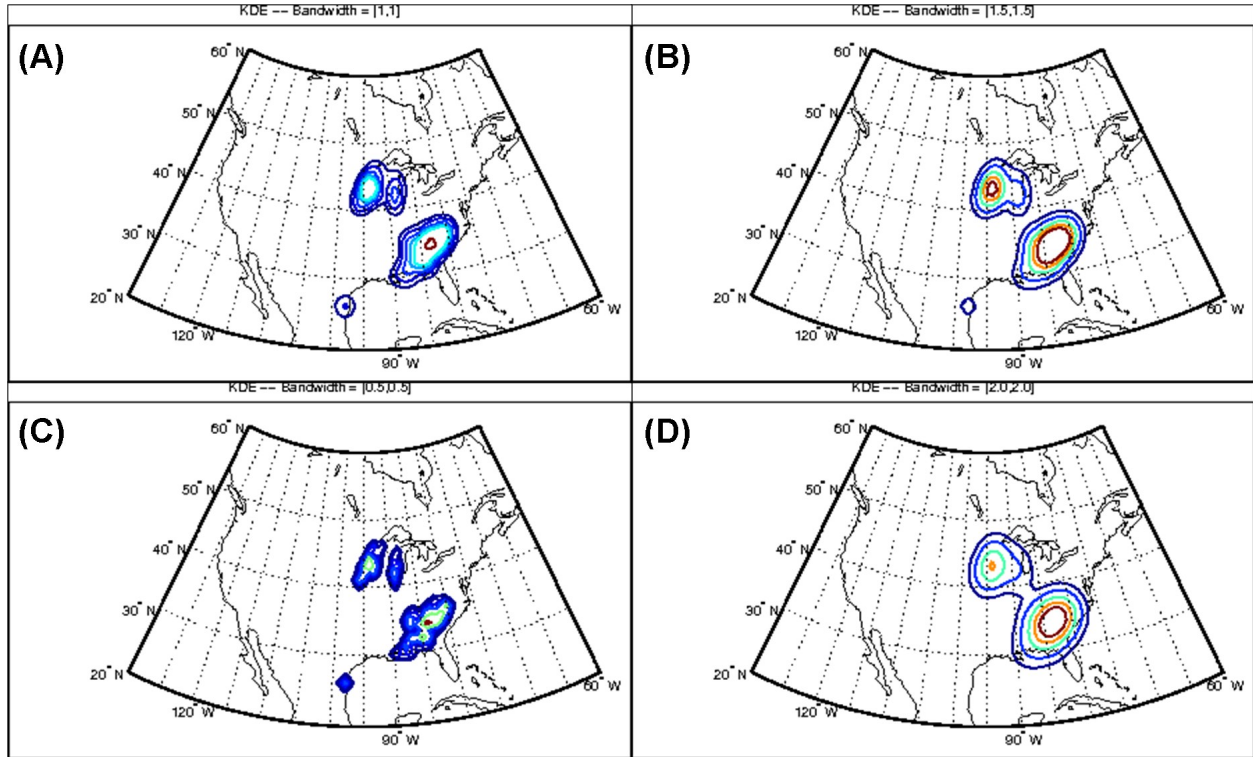 KDE -- Bandwidth = [1,1]
(A)
60° N
50° N
40° N
30° N
20° N
120° W
90° W
60° W
KDE -- Bandwidth = [1.5,1.5]
(B)
60° N
50° N
40° N
30° N
20° N
120° W
90° W
60° W
KDE -- Bandwidth = [0.5,0.5]
(C)
60° N
50° N
40° N
30° N
20° N
120° W
90° W
60° W
KDE -- Bandwidth = [2.0,2.0]
(D)
60° N
50° N
40° N
30° N
20° N
120° W
90° W
60° W